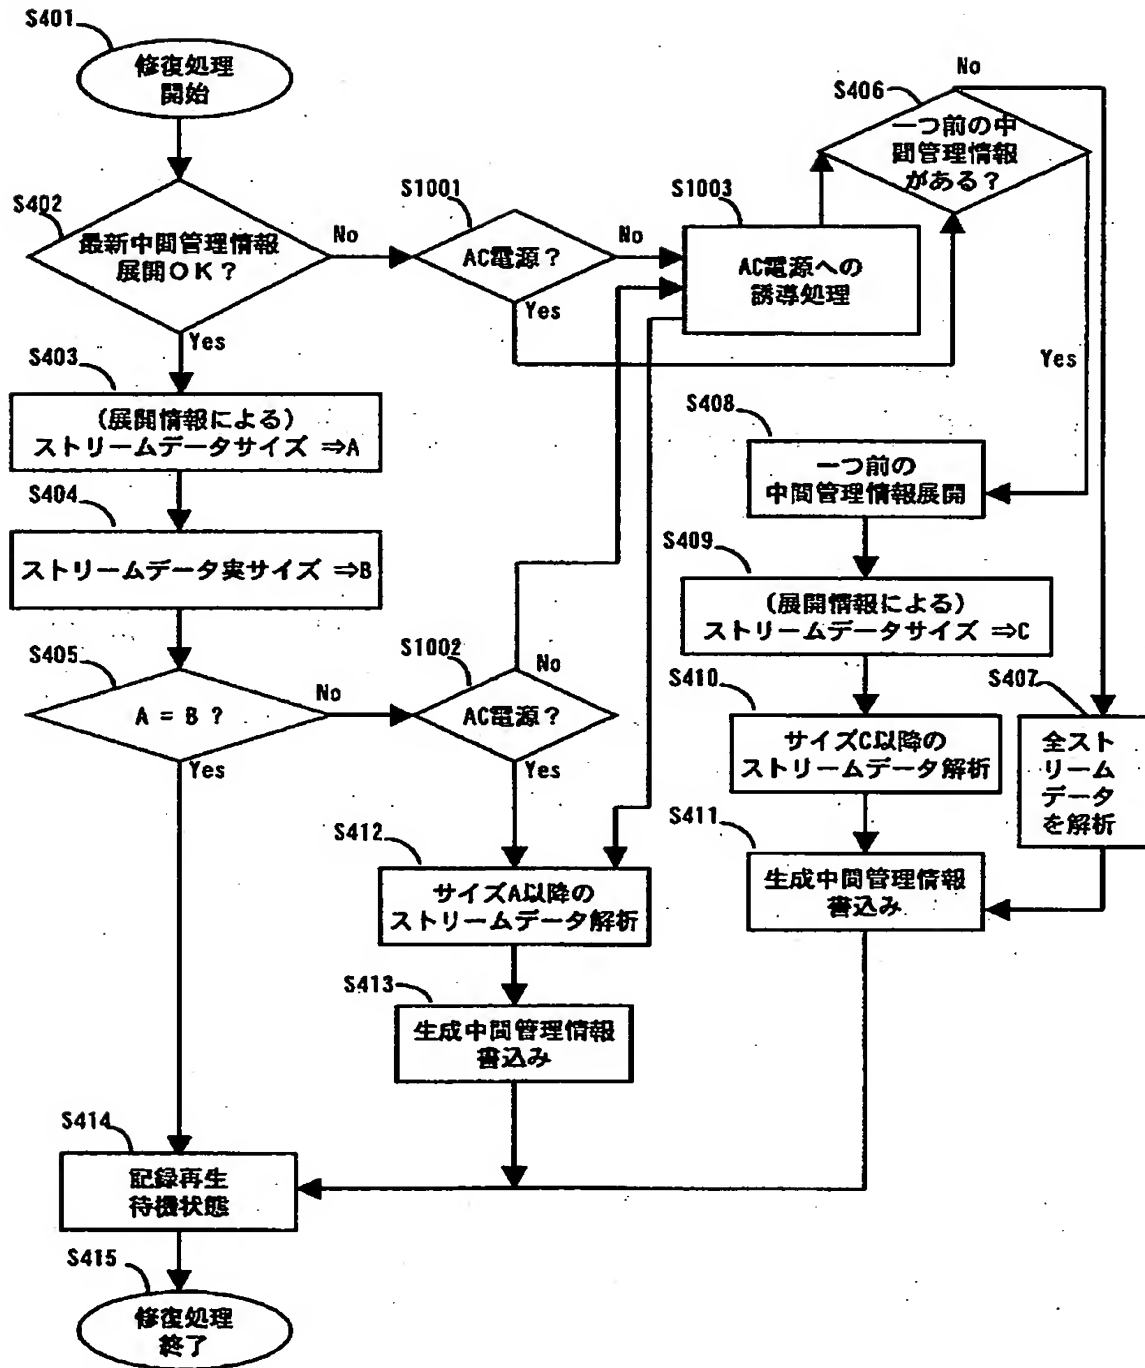 S401
修復処理
開始
S402
最新中間管理情報
展開OK?
No
Yes
S1001
AC電源?
No
Yes
S1003
AC電源への
誘導処理
S406
No
一つ前の中
間管理情報
がある?
Yes
S403
(展開情報による)
ストリームデータサイズ ⇒A
S404
ストリームデータ実サイズ ⇒B
S405
A = B ?
No
Yes
S1002
No
AC電源?
Yes
S408
一つ前の
中間管理情報展開
S409
(展開情報による)
ストリームデータサイズ ⇒C
S410
サイズC以降の
ストリームデータ解析
S407
全スト
リーム
データ
を解析
S411
生成中間管理情報
書込み
S412
サイズA以降の
ストリームデータ解析
S413
生成中間管理情報
書込み
S414
記録再生
待機状態
S415
修復処理
終了